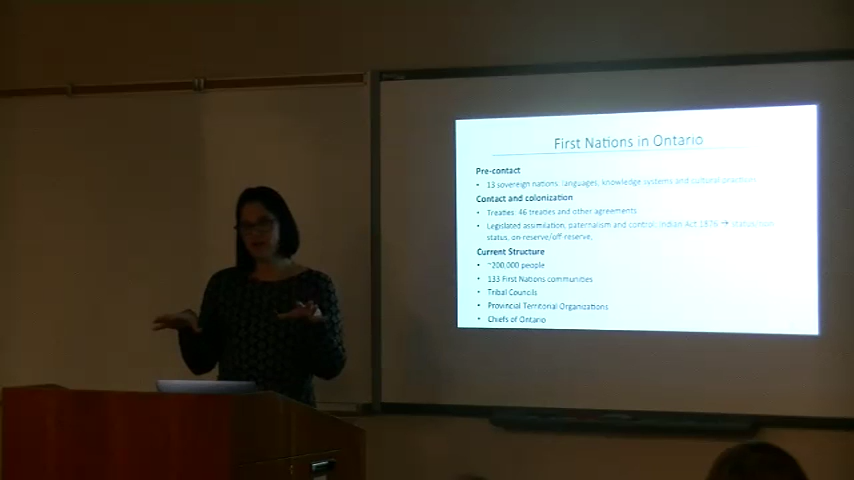 First Nations in Ontario
Pre-contact
• 13 sovereign nations, languages, knowledge systems and cultural practices
Contact and colonization
• Treaties: 46 treaties and other agreements
• Legislated assimilation, paternalism and control: Indian Act 1876 → status/non
status, on-reserve/off-reserve,
Current Structure
• ~200,000 people
• 133 First Nations communities
• Tribal Councils
• Provincial Territorial Organizations
• Chiefs of Ontario